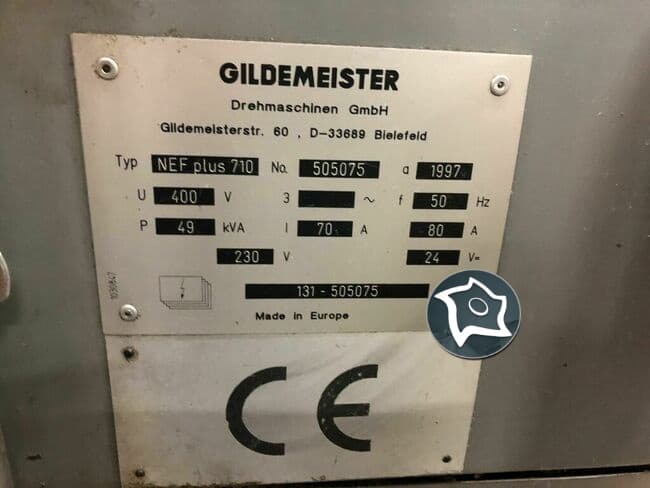 GILDEMEISTER
Drehmaschinen GmbH
Gildemeisterstr. 60 , D-33689 Bielefeld
Typ NEF plus 710 No. 505075 a 1997
U 400 V 3 ~ f 50 Hz
P 49 kVA I 70 A 80 A
230 V 24 V=
131 - 505075
1030847
Made in Europe
CE